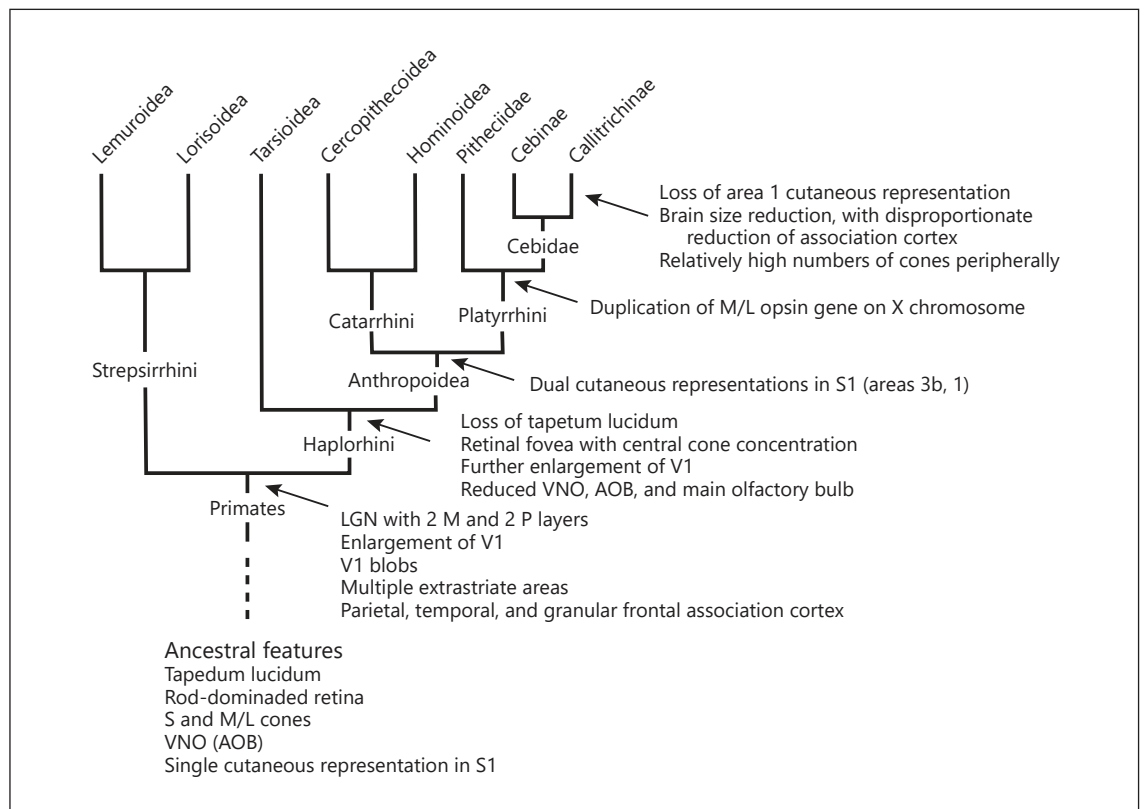 Lemuroidea
Lorisoidea
Tarsioidea
Cercopithecoidea
Hominoidea
Pitheciidae
Cebinae
Callitrichinae
Loss of area 1 cutaneous representation
Brain size reduction, with disproportionate
reduction of association cortex
Relatively high numbers of cones peripherally
Cebidae
Duplication of M/L opsin gene on X chromosome
Catarrhini
Platyrrhini
Strepsirrhini
Anthropoidea
Dual cutaneous representations in S1 (areas 3b, 1)
Haplorhini
Loss of tapetum lucidum
Retinal fovea with central cone concentration
Further enlargement of V1
Reduced VNO, AOB, and main olfactory bulb
Primates
LGN with 2 M and 2 P layers
Enlargement of V1
V1 blobs
Multiple extrastriate areas
Parietal, temporal, and granular frontal association cortex
Ancestral features
Tapedum lucidum
Rod-dominaded retina
S and M/L cones
VNO (AOB)
Single cutaneous representation in S1